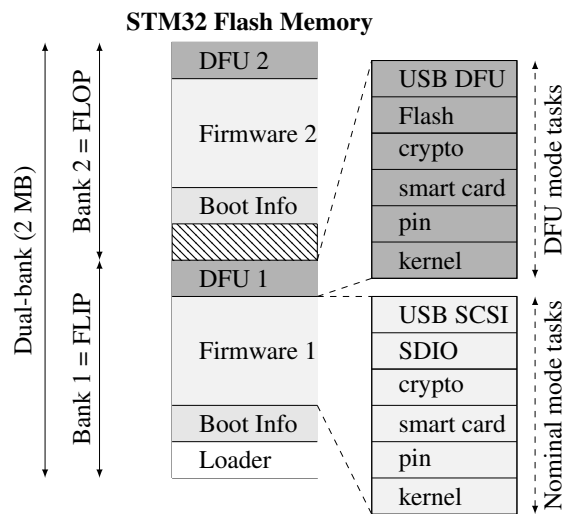 STM32 Flash Memory
Dual-bank (2 MB)
Bank 2 = FLOP
Bank 1 = FLIP
DFU 2
Firmware 2
Boot Info
DFU 1
Firmware 1
Boot Info
Loader
USB DFU
Flash
crypto
smart card
pin
kernel
DFU mode tasks
USB SCSI
SDIO
crypto
smart card
pin
kernel
Nominal mode tasks